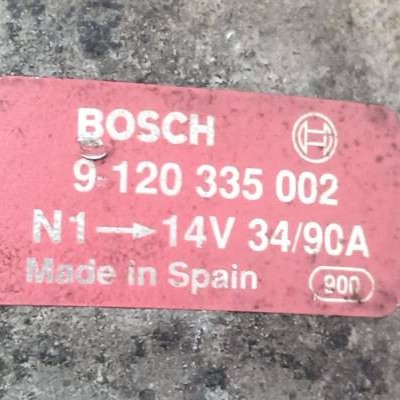 BOSCH
9 120 335 002
N1→14V 34/90A
Made in Spain 900